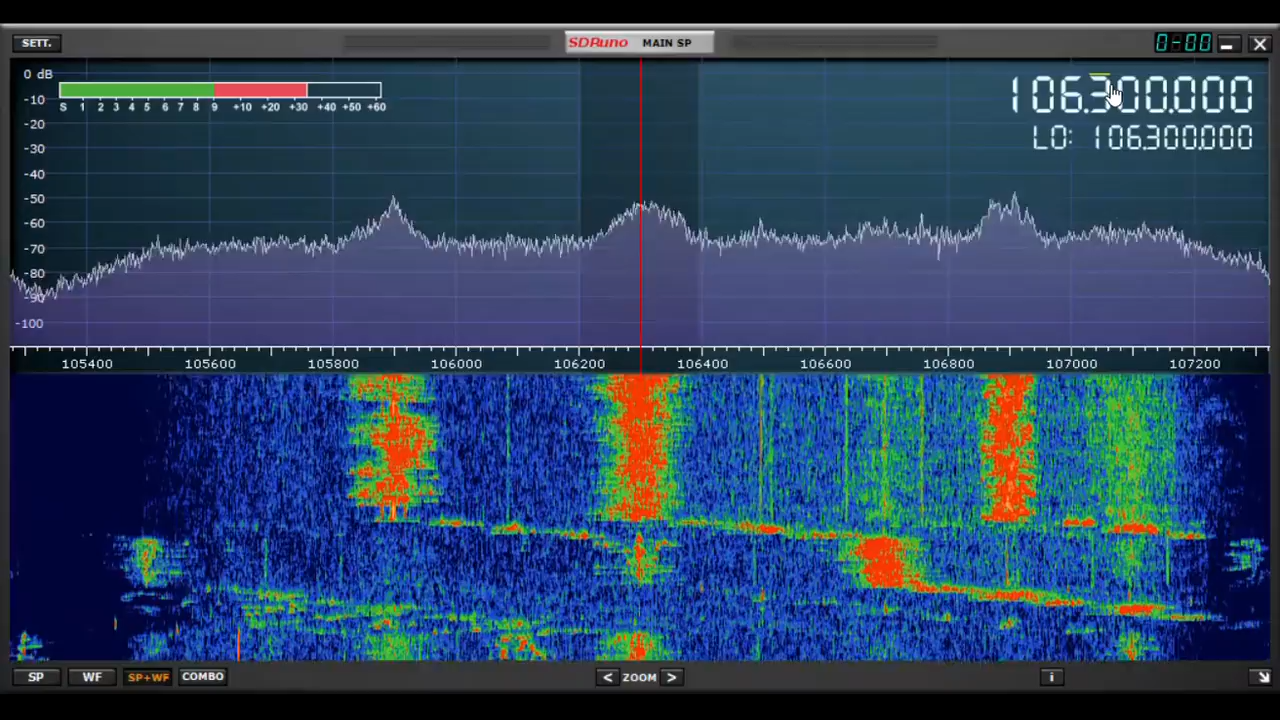 SETT.
SDRuno MAIN SP
0-00
0 dB
-10
-20
-30
-40
-50
-60
-70
-80
-90
-100
S 1 2 3 4 5 6 7 8 9 +10 +20 +30 +40 +50 +60
106.300.000
LO: 106.300.000
105400 105600 105800 106000 106200 106400 106600 106800 107000 107200
SP WF SP+WF COMBO < ZOOM > i